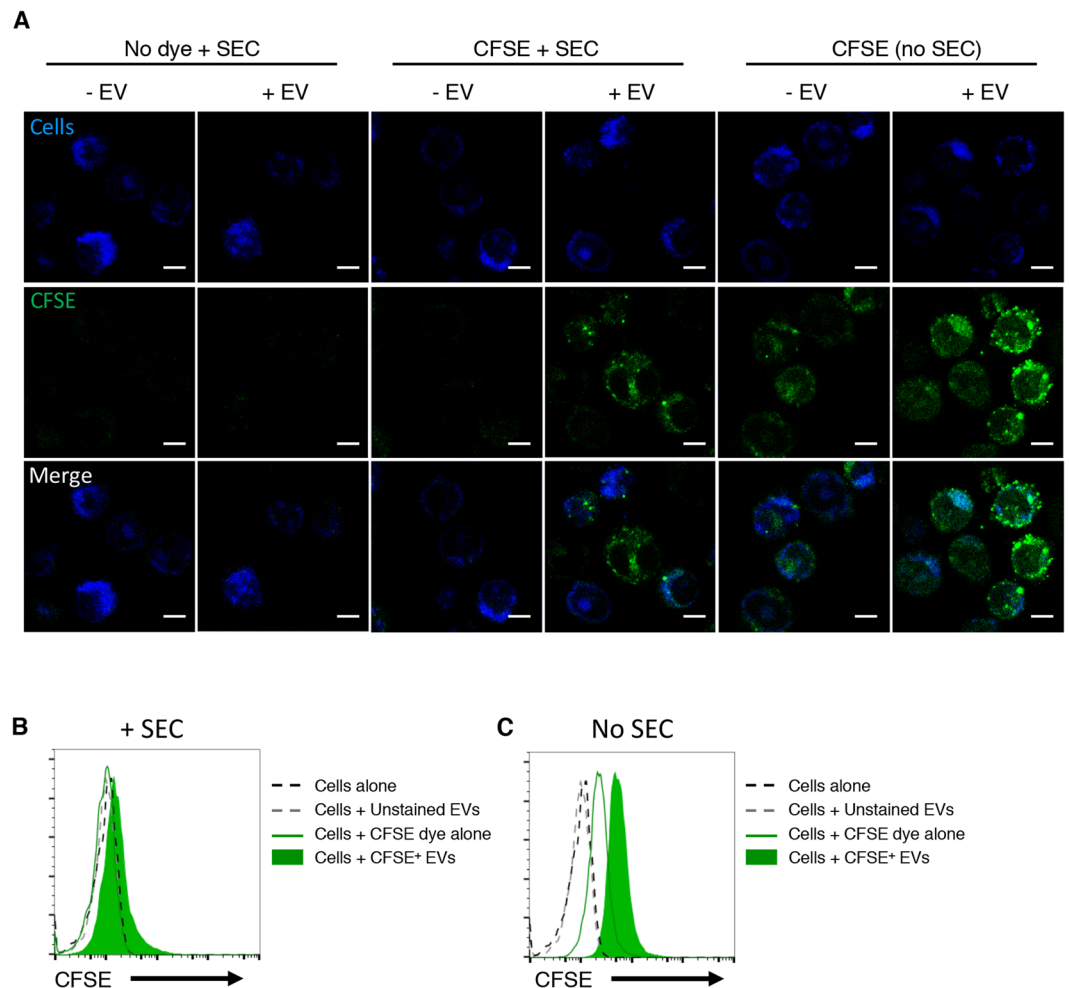 A
No dye + SEC CFSE + SEC CFSE (no SEC)
- EV + EV - EV + EV - EV + EV
Cells
CFSE
Merge
B + SEC
Cells alone
Cells + Unstained EVs
Cells + CFSE dye alone
Cells + CFSE⁺ EVs
CFSE
C No SEC
Cells alone
Cells + Unstained EVs
Cells + CFSE dye alone
Cells + CFSE⁺ EVs
CFSE